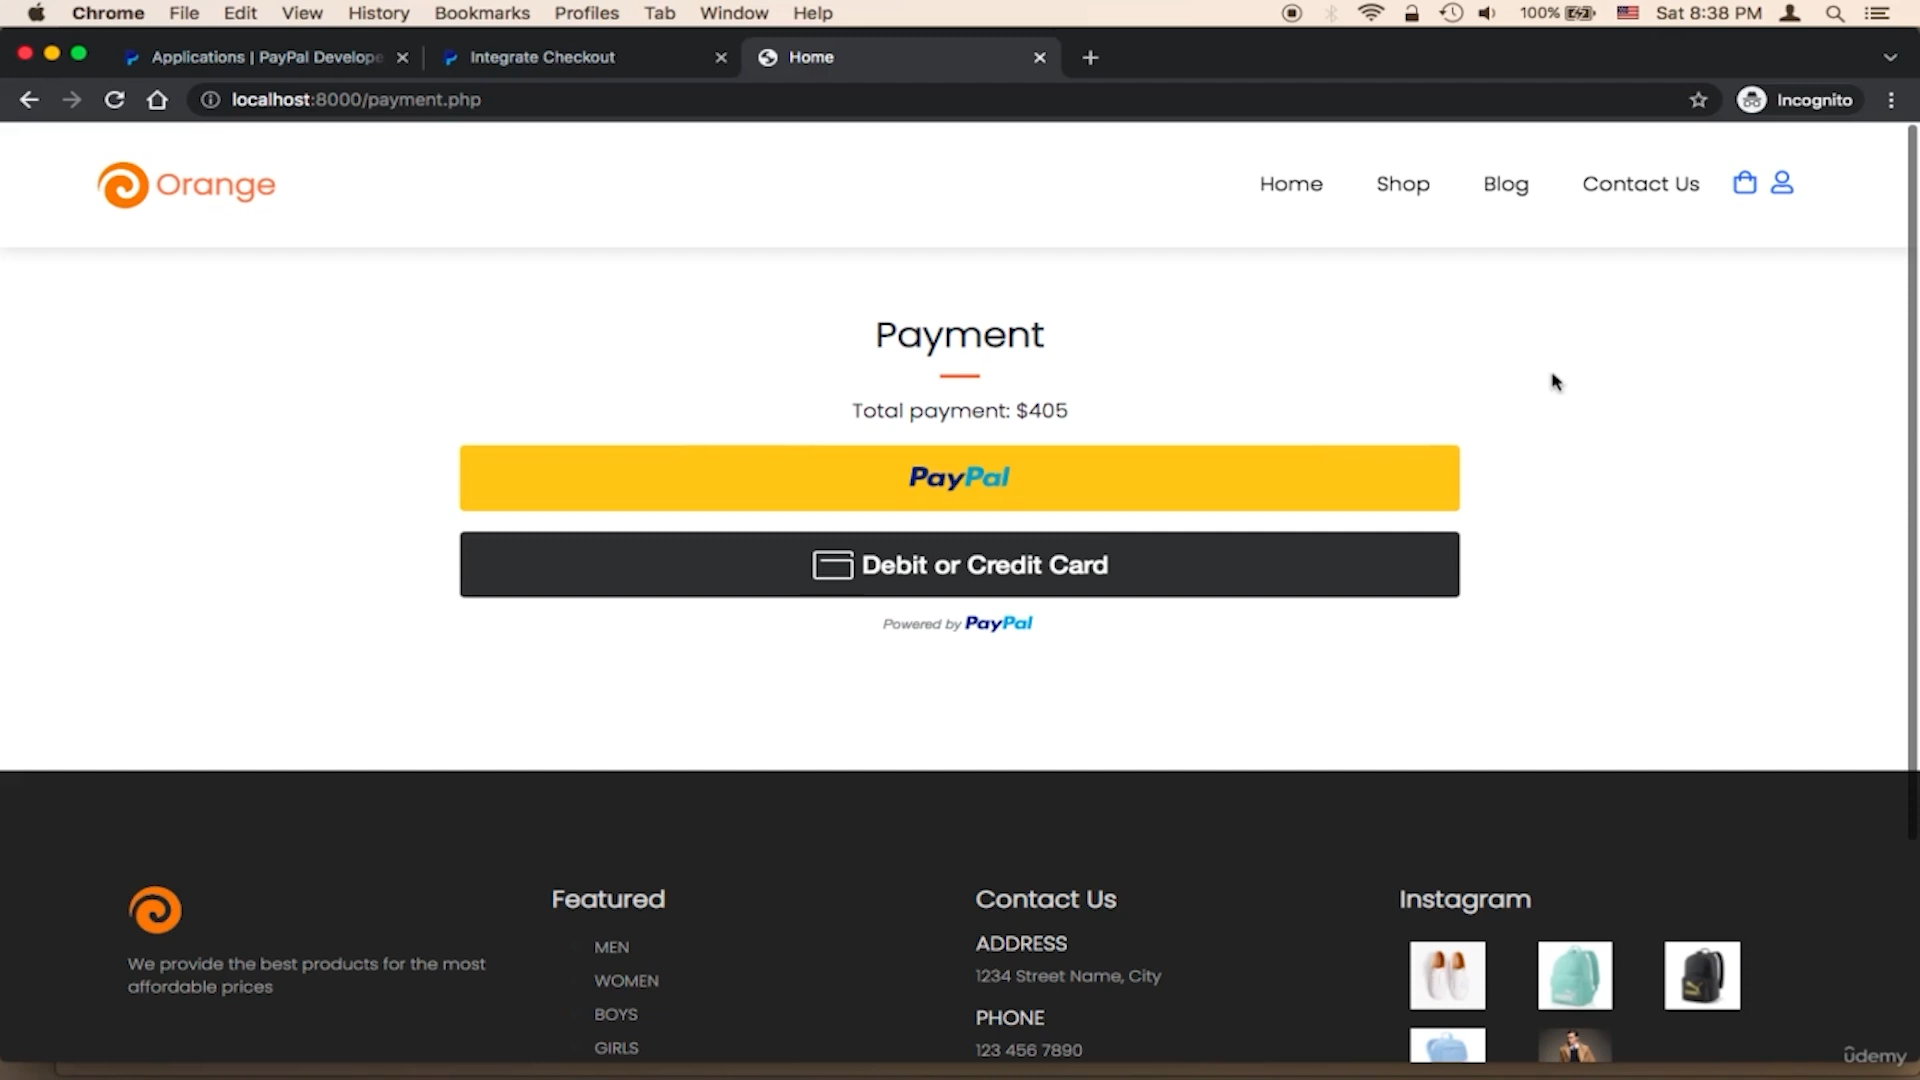 Chrome File Edit View History Bookmarks Profiles Tab Window Help 100% Sat 8:38 PM
Applications | PayPal Develope Integrate Checkout Home
localhost:8000/payment.php Incognito
Orange Home Shop Blog Contact Us
Payment
Total payment: $405
PayPal
Debit or Credit Card
Powered by PayPal
We provide the best products for the most
affordable prices
Featured
MEN
WOMEN
BOYS
GIRLS
Contact Us
ADDRESS
1234 Street Name, City
PHONE
123 456 7890
Instagram
ûdemy